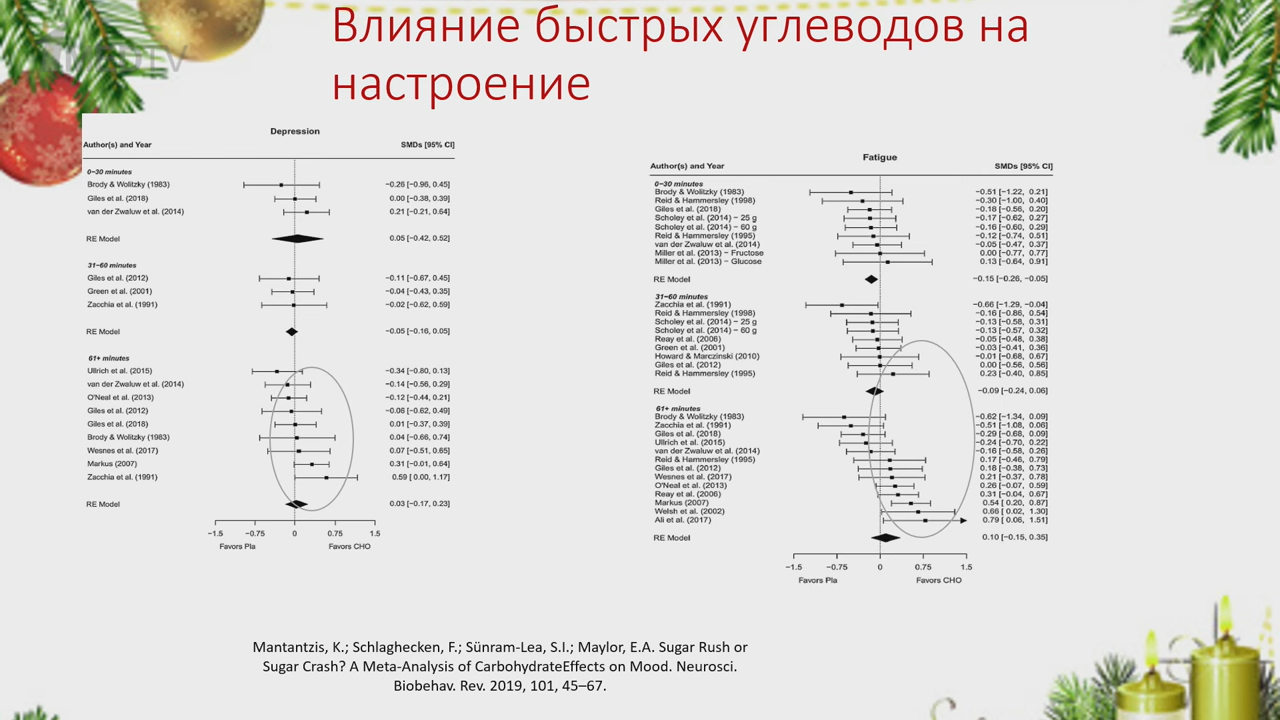 Влияние быстрых углеводов на
настроение
Depression
Author(s) and Year SMDs [95% CI]
0−30 minutes
Brody & Wolitzky (1983) −0.26 [−0.96, 0.45]
Giles et al. (2018) 0.00 [−0.38, 0.39]
van der Zwaluw et al. (2014) 0.21 [−0.21, 0.64]
RE Model 0.05 [−0.42, 0.52]
31−60 minutes
Giles et al. (2012) −0.11 [−0.67, 0.45]
Green et al. (2001) −0.04 [−0.43, 0.35]
Zacchia et al. (1991) −0.02 [−0.62, 0.59]
RE Model −0.05 [−0.16, 0.05]
61+ minutes
Ullrich et al. (2015) −0.34 [−0.80, 0.13]
van der Zwaluw et al. (2014) −0.14 [−0.56, 0.29]
O'Neal et al. (2013) −0.12 [−0.44, 0.21]
Giles et al. (2012) −0.06 [−0.62, 0.49]
Giles et al. (2018) 0.01 [−0.37, 0.39]
Brody & Wolitzky (1983) 0.04 [−0.66, 0.74]
Wesnes et al. (2017) 0.07 [−0.51, 0.65]
Markus (2007) 0.31 [−0.01, 0.64]
Zacchia et al. (1991) 0.59 [ 0.00, 1.17]
RE Model 0.03 [−0.17, 0.23]
−1.5 −0.75 0 0.75 1.5
Favors Pla Favors CHO
Fatigue
Author(s) and Year SMDs [95% CI]
0−30 minutes
Brody & Wolitzky (1983) −0.51 [−1.22, 0.21]
Reid & Hammersley (1998) −0.30 [−1.00, 0.40]
Giles et al. (2018) −0.18 [−0.56, 0.20]
Scholey et al. (2014) − 25 g −0.17 [−0.62, 0.27]
Scholey et al. (2014) − 60 g −0.16 [−0.60, 0.29]
Reid & Hammersley (1995) −0.12 [−0.74, 0.51]
van der Zwaluw et al. (2014) −0.05 [−0.47, 0.37]
Miller et al. (2013) − Fructose 0.00 [−0.77, 0.77]
Miller et al. (2013) − Glucose 0.13 [−0.64, 0.91]
RE Model −0.15 [−0.26, −0.05]
31−60 minutes
Zacchia et al. (1991) −0.66 [−1.29, −0.04]
Reid & Hammersley (1998) −0.16 [−0.86, 0.54]
Scholey et al. (2014) − 25 g −0.13 [−0.58, 0.31]
Scholey et al. (2014) − 60 g −0.13 [−0.57, 0.32]
Reay et al. (2006) −0.05 [−0.48, 0.38]
Green et al. (2001) −0.03 [−0.41, 0.36]
Howard & Marczinski (2010) −0.01 [−0.68, 0.67]
Giles et al. (2012) 0.00 [−0.56, 0.56]
Reid & Hammersley (1995) 0.23 [−0.40, 0.85]
RE Model −0.09 [−0.24, 0.06]
61+ minutes
Brody & Wolitzky (1983) −0.62 [−1.34, 0.09]
Zacchia et al. (1991) −0.51 [−1.08, 0.06]
Giles et al. (2018) −0.29 [−0.68, 0.09]
Ullrich et al. (2015) −0.24 [−0.70, 0.22]
van der Zwaluw et al. (2014) −0.16 [−0.58, 0.26]
Reid & Hammersley (1995) 0.17 [−0.46, 0.79]
Giles et al. (2012) 0.18 [−0.38, 0.73]
Wesnes et al. (2017) 0.21 [−0.37, 0.78]
O'Neal et al. (2013) 0.26 [−0.07, 0.59]
Reay et al. (2006) 0.31 [−0.04, 0.67]
Markus (2007) 0.54 [ 0.20, 0.87]
Welsh et al. (2002) 0.66 [ 0.02, 1.30]
Ali et al. (2017) 0.79 [ 0.06, 1.51]
RE Model 0.10 [−0.15, 0.35]
−1.5 −0.75 0 0.75 1.5
Favors Pla Favors CHO
Mantantzis, K.; Schlaghecken, F.; Sünram-Lea, S.I.; Maylor, E.A. Sugar Rush or
Sugar Crash? A Meta-Analysis of CarbohydrateEffects on Mood. Neurosci.
Biobehav. Rev. 2019, 101, 45–67.